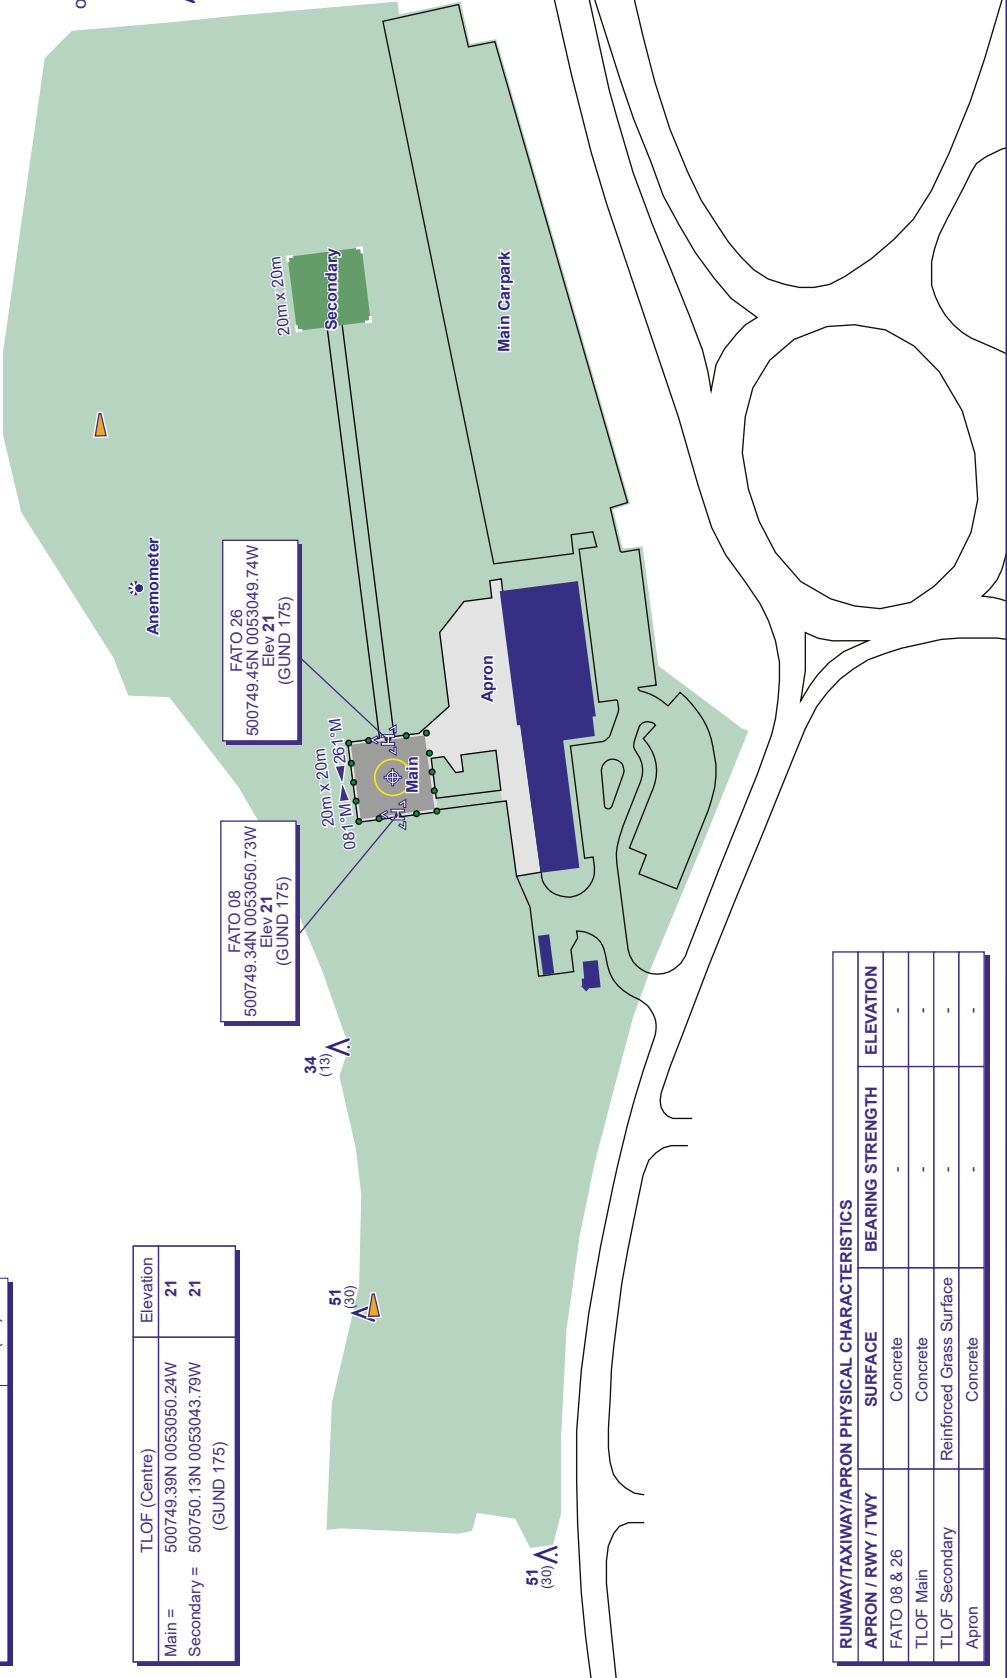 Anemometer
20m x 20m
Secondary
Main Carpark
FATO 26
500749.45N 0053049.74W
Elev 21
(GUND 175)
20m x 20m
081°M
261°M
Main
Apron
FATO 08
500749.34N 0053050.73W
Elev 21
(GUND 175)
34
(13)
51
(30)
51
(30)
TLOF (Centre) Elevation
Main = 500749.39N 0053050.24W 21
Secondary = 500750.13N 0053043.79W 21
(GUND 175)
RUNWAY/TAXIWAY/APRON PHYSICAL CHARACTERISTICS
APRON / RWY / TWY SURFACE BEARING STRENGTH ELEVATION
FATO 08 & 26 Concrete - -
TLOF Main Concrete - -
TLOF Secondary Reinforced Grass Surface - -
Apron Concrete - -